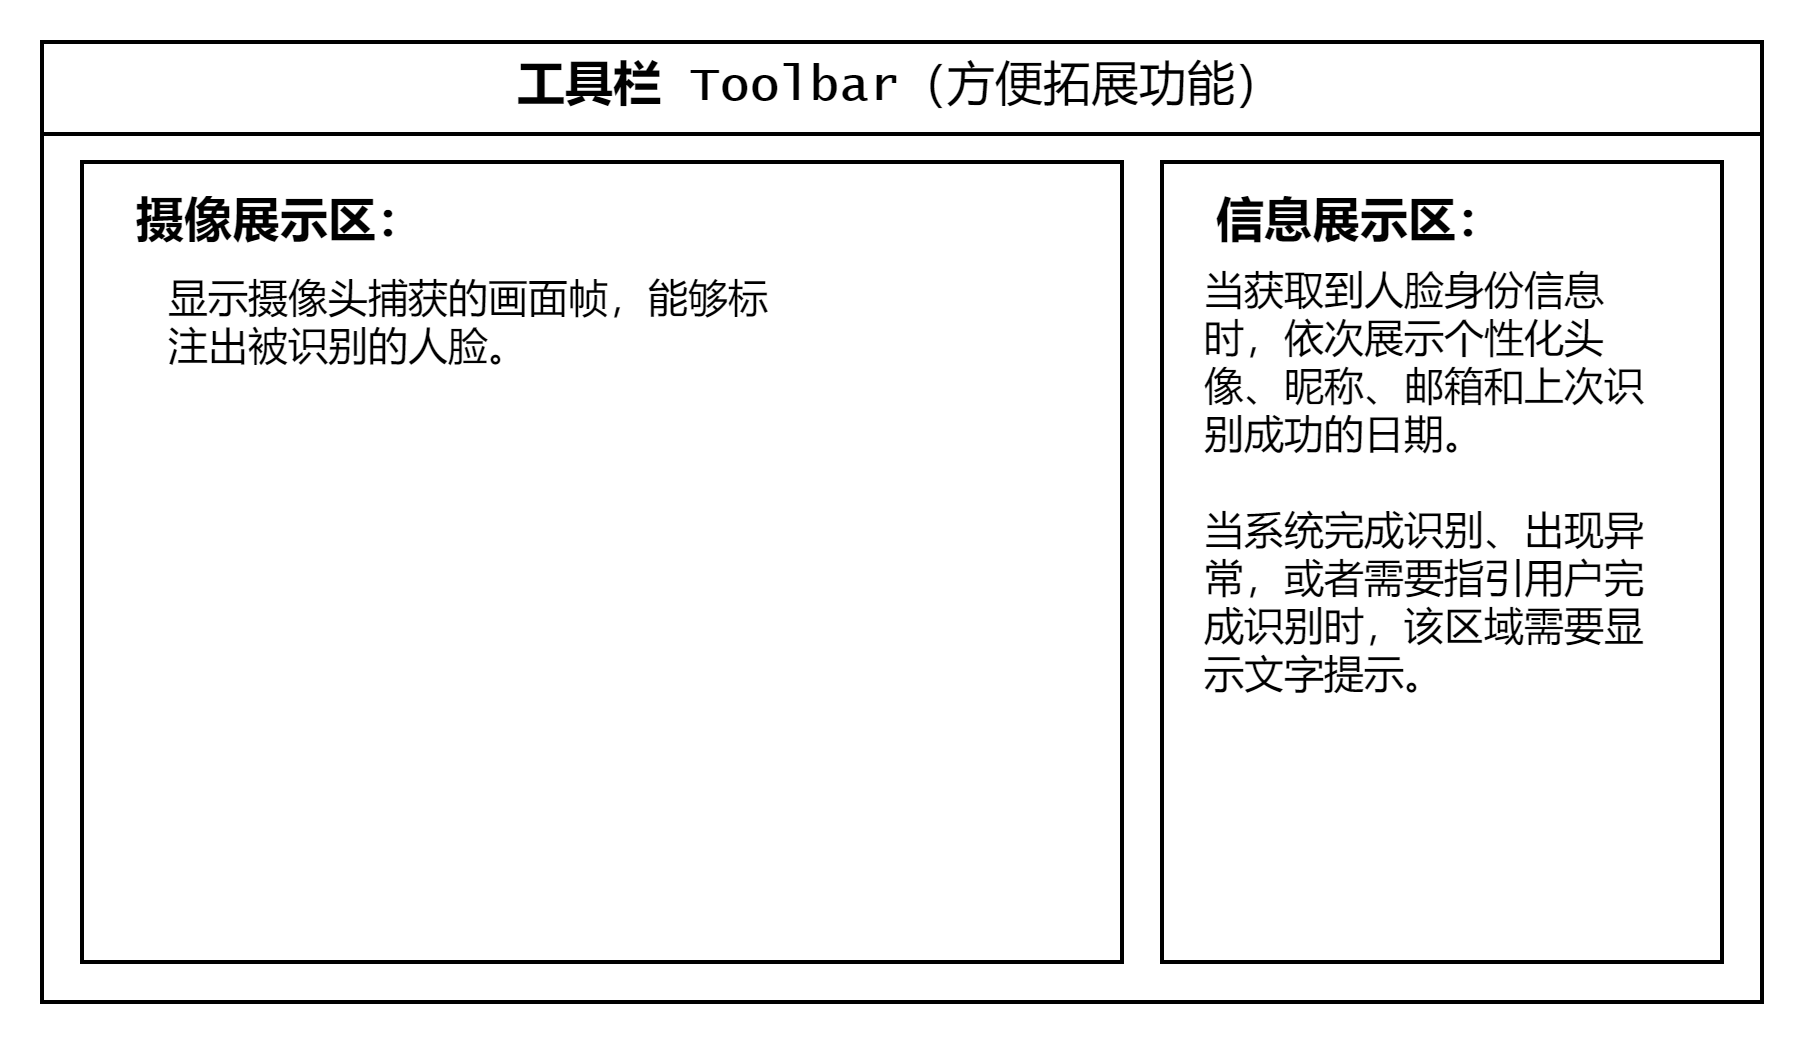 工具栏 Toolbar（方便拓展功能）
摄像展示区：
显示摄像头捕获的画面帧，能够标
注出被识别的人脸。
信息展示区：
当获取到人脸身份信息
时，依次展示个性化头
像、昵称、邮箱和上次识
别成功的日期。
当系统完成识别、出现异
常，或者需要指引用户完
成识别时，该区域需要显
示文字提示。